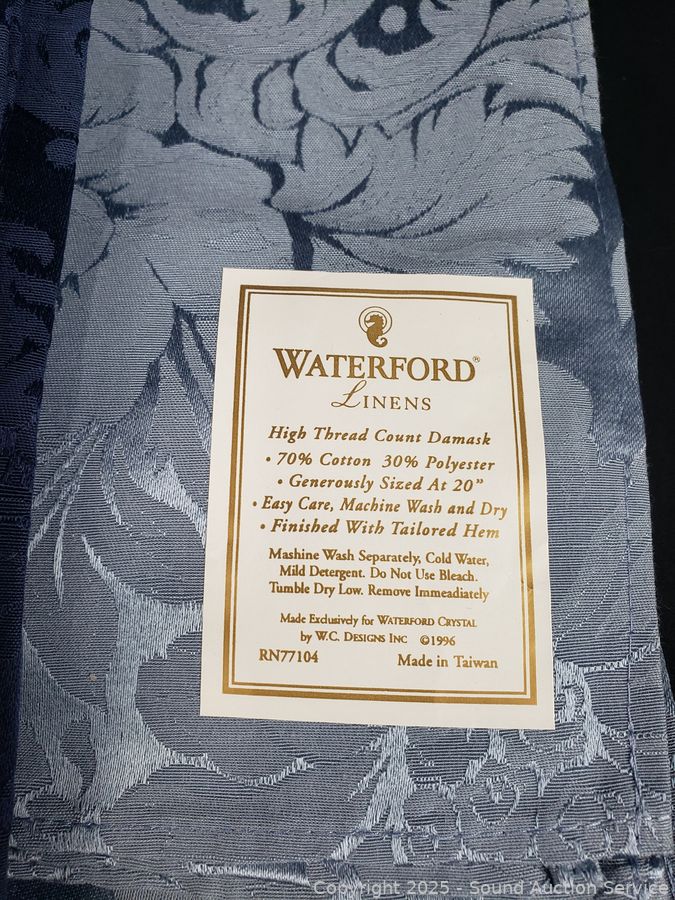 WATERFORD®
LINENS
High Thread Count Damask
• 70% Cotton 30% Polyester
• Generously Sized At 20”
• Easy Care, Machine Wash and Dry
• Finished With Tailored Hem
Mashine Wash Separately, Cold Water,
Mild Detergent. Do Not Use Bleach.
Tumble Dry Low. Remove Immeadiately
Made Exclusively for WATERFORD CRYSTAL
by W.C. DESIGNS INC ©1996
RN77104 Made in Taiwan
Copyright 2025 - Sound Auction Service